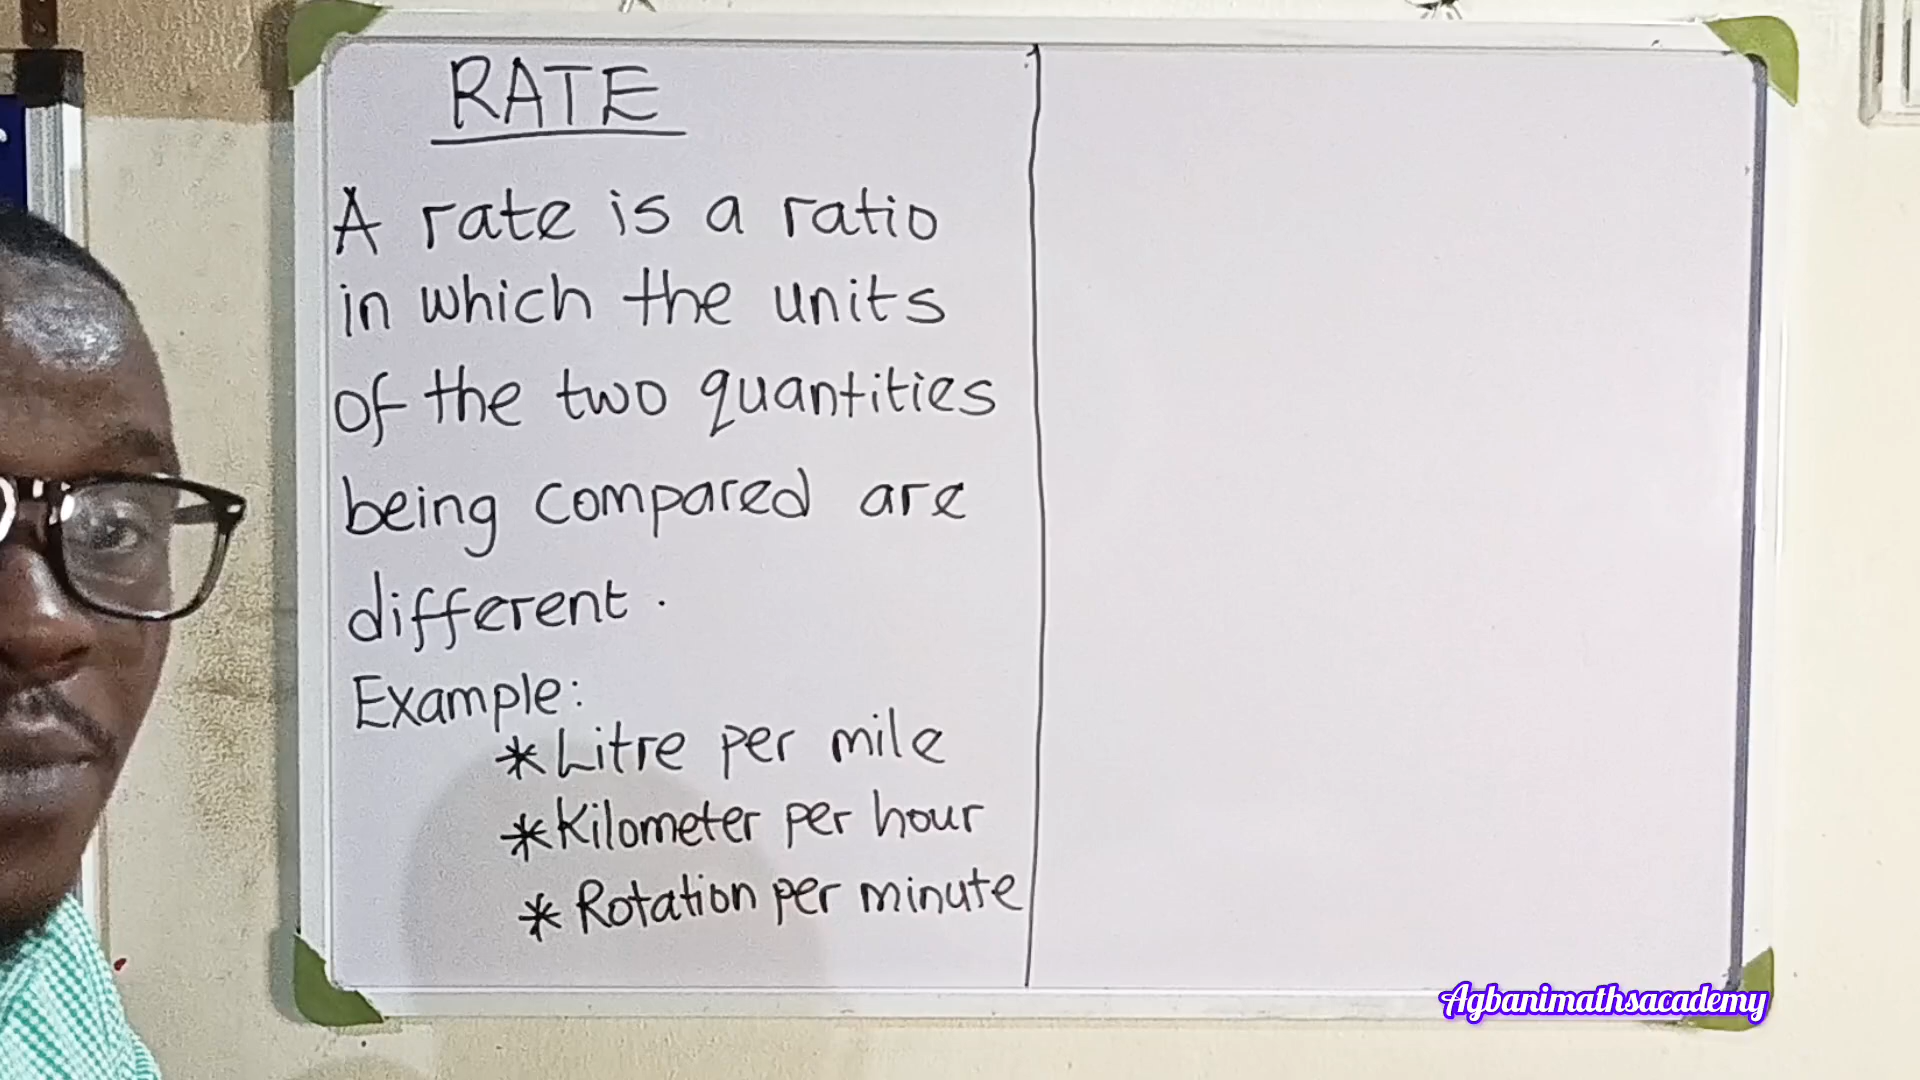 RATE
A rate is a ratio
in which the units
of the two quantities
being compared are
different.
Example:
* Litre per mile
* Kilometer per hour
* Rotation per minute
Agbanimathsacademy